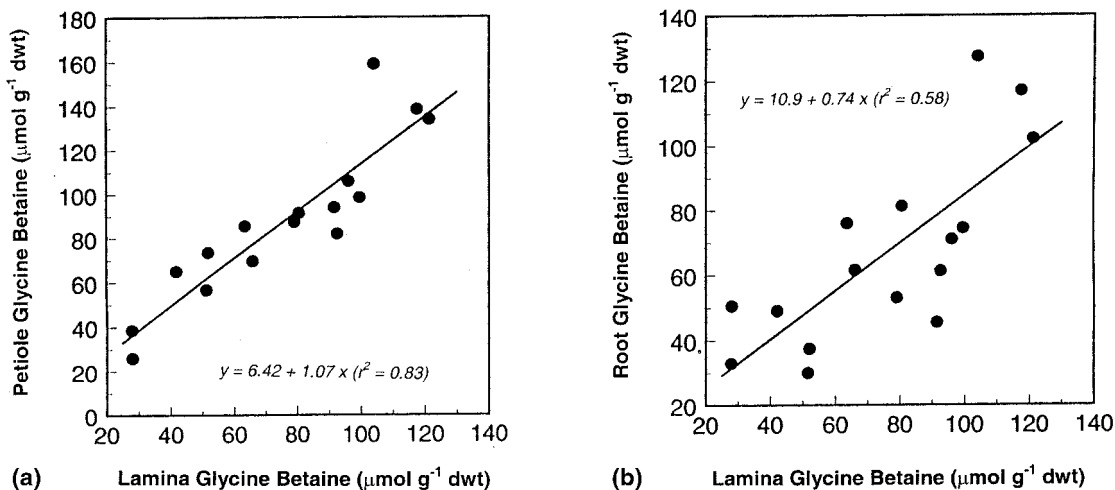 180
160
140
120
100
80
60
40
20
0
Petiole Glycine Betaine (μmol g⁻¹ dwt)
y = 6.42 + 1.07 x (r² = 0.83)
20 40 60 80 100 120 140
(a) Lamina Glycine Betaine (μmol g⁻¹ dwt)
140
120
100
80
60
40
20
Root Glycine Betaine (μmol g⁻¹ dwt)
y = 10.9 + 0.74 x (r² = 0.58)
20 40 60 80 100 120 140
(b) Lamina Glycine Betaine (μmol g⁻¹ dwt)